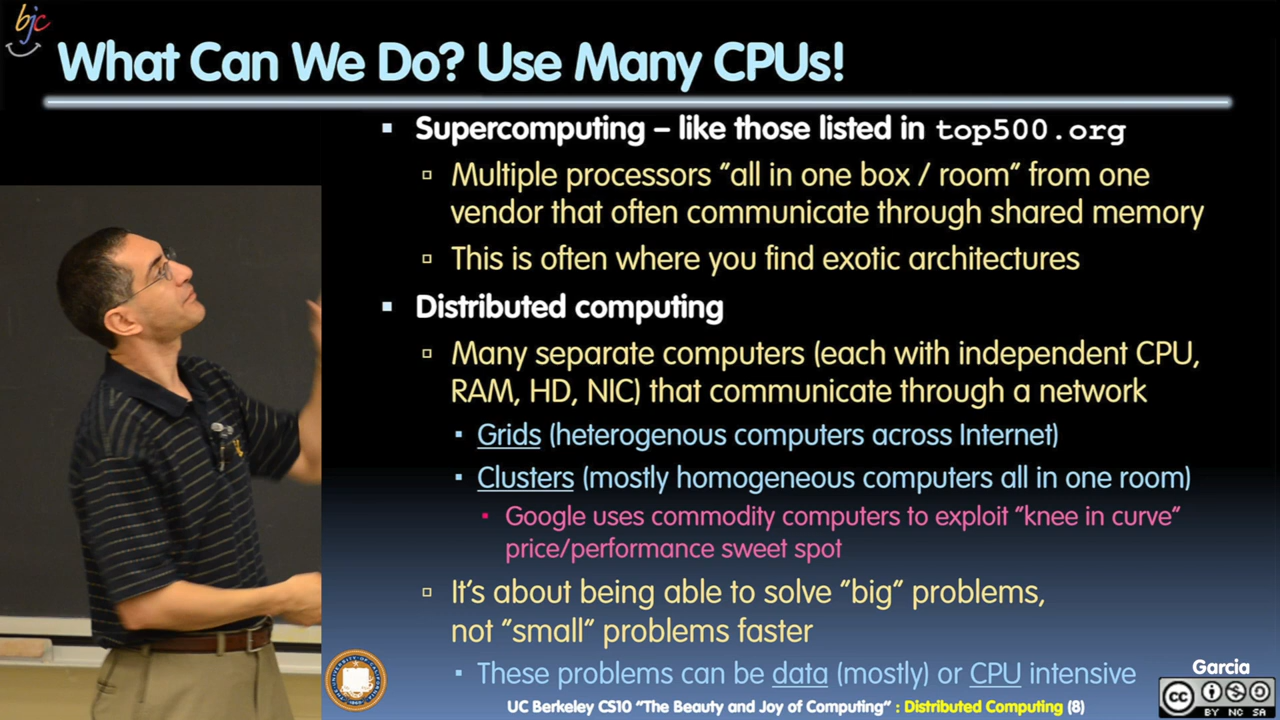 bjc
What Can We Do? Use Many CPUs!
Supercomputing – like those listed in top500.org
Multiple processors "all in one box / room" from one
vendor that often communicate through shared memory
This is often where you find exotic architectures
Distributed computing
Many separate computers (each with independent CPU,
RAM, HD, NIC) that communicate through a network
Grids (heterogenous computers across Internet)
Clusters (mostly homogeneous computers all in one room)
Google uses commodity computers to exploit "knee in curve"
price/performance sweet spot
It's about being able to solve "big" problems,
not "small" problems faster
These problems can be data (mostly) or CPU intensive
Garcia
UC Berkeley CS10 "The Beauty and Joy of Computing" : Distributed Computing (8)
cc
BY NC SA